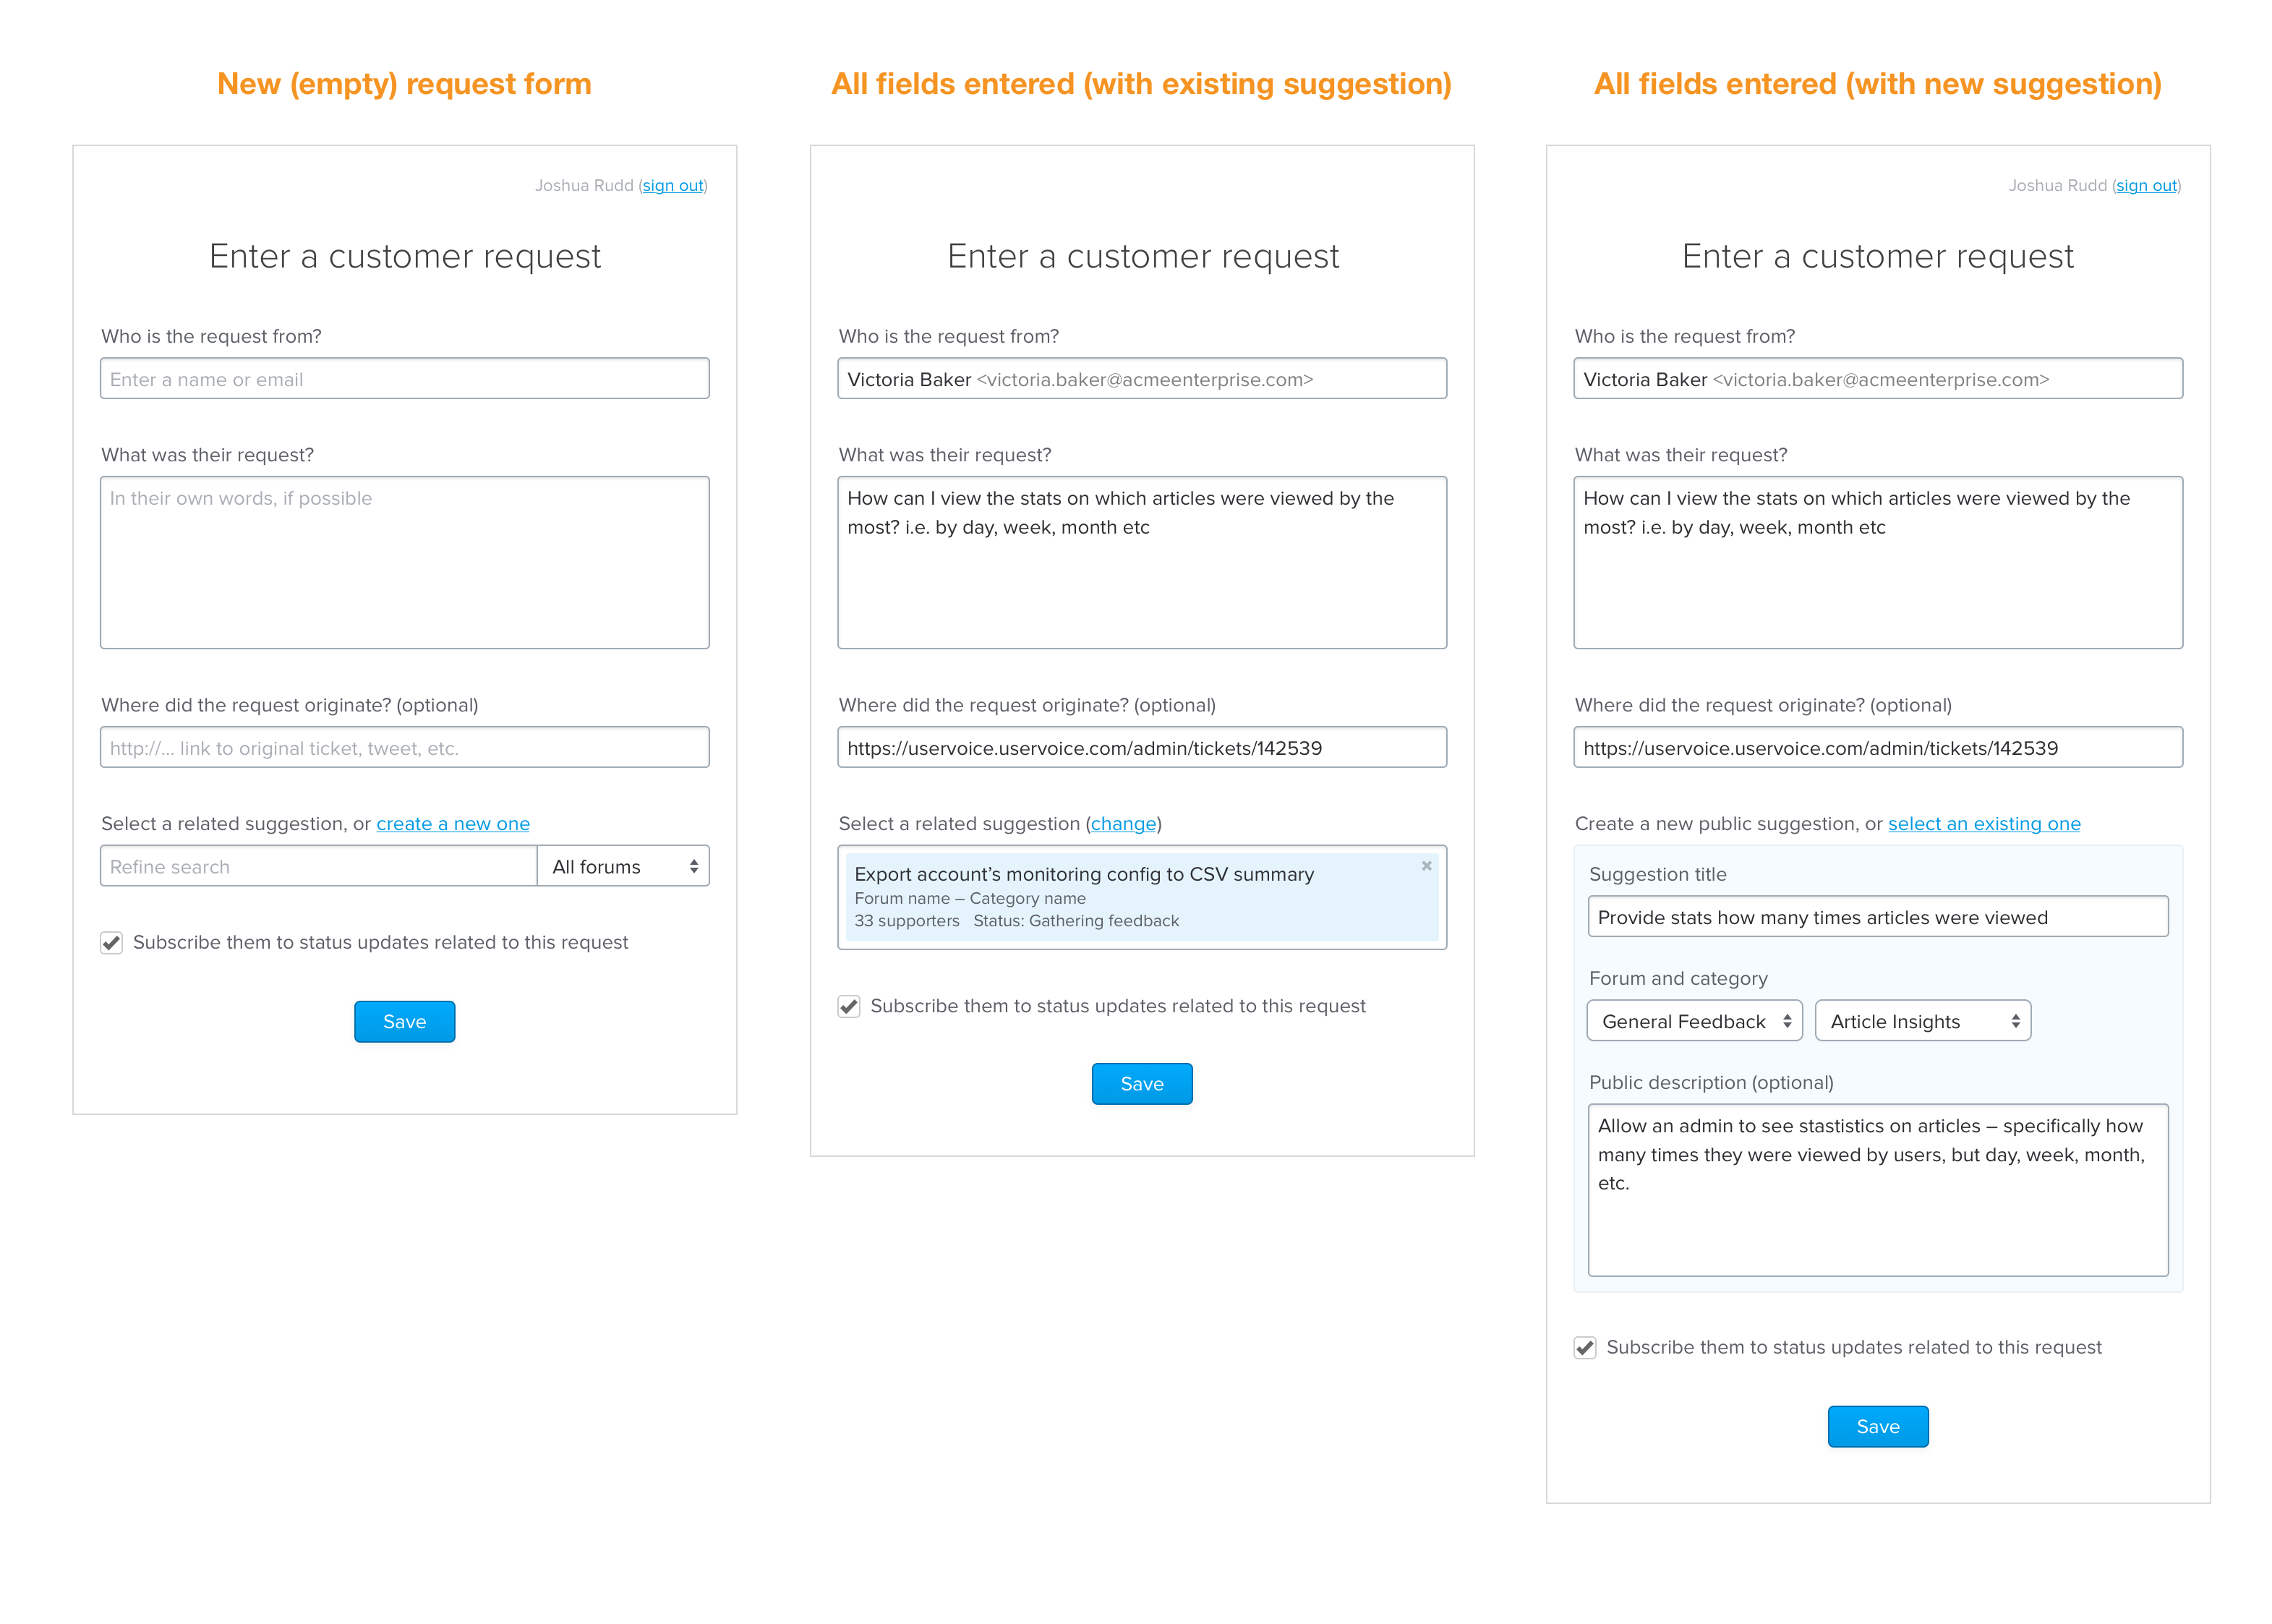 New (empty) request form
Joshua Rudd (sign out)
Enter a customer request
Who is the request from?
Enter a name or email
What was their request?
In their own words, if possible
Where did the request originate? (optional)
http://... link to original ticket, tweet, etc.
Select a related suggestion, or create a new one
Refine search
All forums
Subscribe them to status updates related to this request
Save
All fields entered (with existing suggestion)
Enter a customer request
Who is the request from?
Victoria Baker <victoria.baker@acmeenterprise.com>
What was their request?
How can I view the stats on which articles were viewed by the
most? i.e. by day, week, month etc
Where did the request originate? (optional)
https://uservoice.uservoice.com/admin/tickets/142539
Select a related suggestion (change)
Export account’s monitoring config to CSV summary
Forum name – Category name
33 supporters Status: Gathering feedback
Subscribe them to status updates related to this request
Save
All fields entered (with new suggestion)
Joshua Rudd (sign out)
Enter a customer request
Who is the request from?
Victoria Baker <victoria.baker@acmeenterprise.com>
What was their request?
How can I view the stats on which articles were viewed by the
most? i.e. by day, week, month etc
Where did the request originate? (optional)
https://uservoice.uservoice.com/admin/tickets/142539
Create a new public suggestion, or select an existing one
Suggestion title
Provide stats how many times articles were viewed
Forum and category
General Feedback
Article Insights
Public description (optional)
Allow an admin to see stastistics on articles – specifically how
many times they were viewed by users, but day, week, month,
etc.
Subscribe them to status updates related to this request
Save